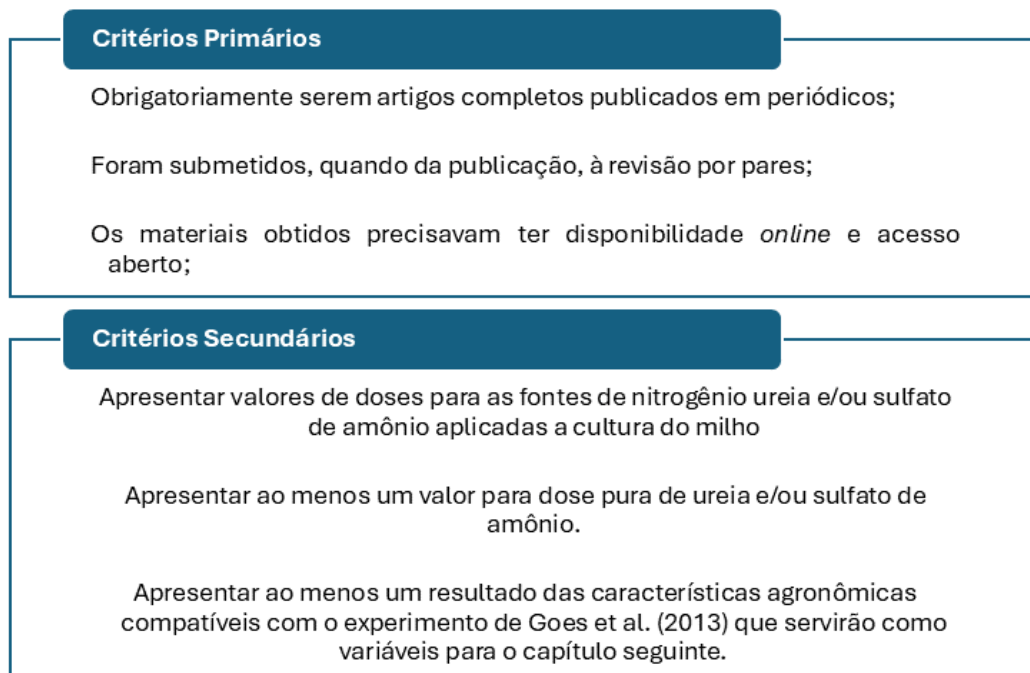 Critérios Primários
Obrigatoriamente serem artigos completos publicados em periódicos;
Foram submetidos, quando da publicação, à revisão por pares;
Os materiais obtidos precisavam ter disponibilidade online e acesso
aberto;
Critérios Secundários
Apresentar valores de doses para as fontes de nitrogênio ureia e/ou sulfato
de amônio aplicadas a cultura do milho
Apresentar ao menos um valor para dose pura de ureia e/ou sulfato de
amônio.
Apresentar ao menos um resultado das características agronômicas
compatíveis com o experimento de Goes et al. (2013) que servirão como
variáveis para o capítulo seguinte.